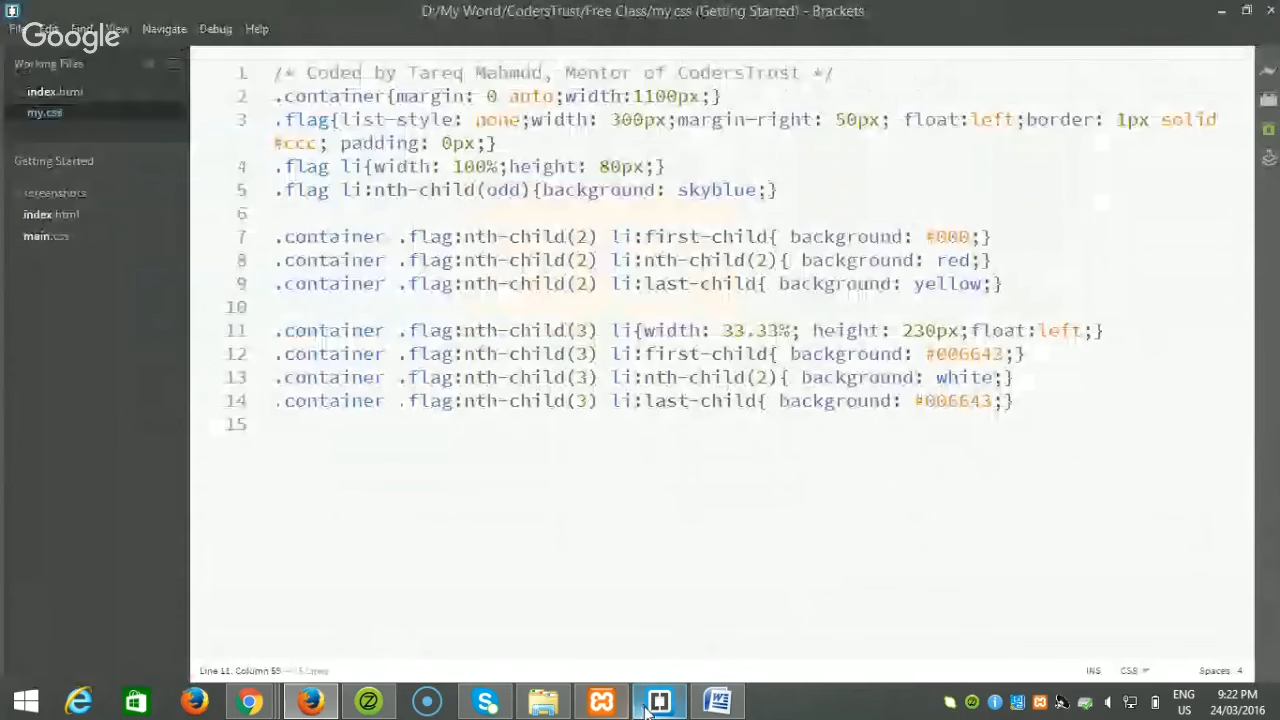 D:/My World/CodersTrust/Free Class/my.css (Getting Started) - Brackets
Google
File Edit Find View Navigate Debug Help
Working Files
index.html
my.css
Getting Started
screenshots
index.html
main.css
1 /* Coded by Tareq Mahmud, Mentor of CodersTrust */
2 .container{margin: 0 auto;width:1100px;}
3 .flag{list-style: none;width: 300px;margin-right: 50px; float:left;border: 1px solid
#ccc; padding: 0px;}
4 .flag li{width: 100%;height: 80px;}
5 .flag li:nth-child(odd){background: skyblue;}
6
7 .container .flag:nth-child(2) li:first-child{ background: #000;}
8 .container .flag:nth-child(2) li:nth-child(2){ background: red;}
9 .container .flag:nth-child(2) li:last-child{ background: yellow;}
10
11 .container .flag:nth-child(3) li{width: 33.33%; height: 230px;float:left;}
12 .container .flag:nth-child(3) li:first-child{ background: #006643;}
13 .container .flag:nth-child(3) li:nth-child(2){ background: white;}
14 .container .flag:nth-child(3) li:last-child{ background: #006643;}
15
Line 11, Column 59
INS CSS Spaces: 4
ENG 9:22 PM
US 24/03/2016